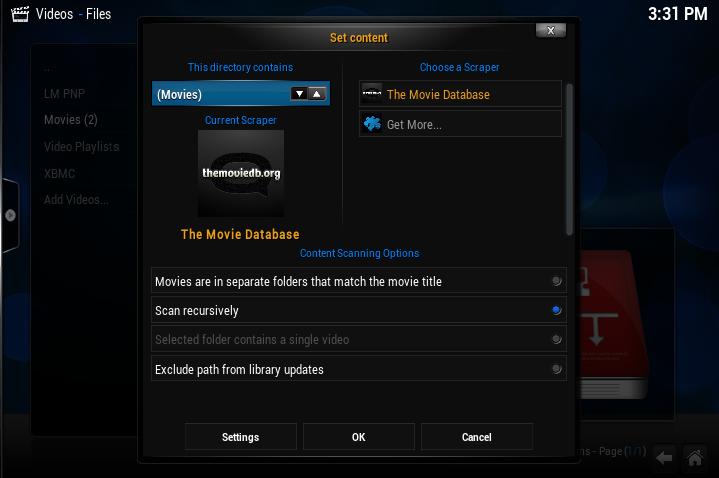 Videos - Files
3:31 PM
..
LM PNP
Movies (2)
Video Playlists
XBMC
Add Videos...
Set content
X
This directory contains
(Movies)
Current Scraper
themoviedb.org
The Movie Database
Choose a Scraper
The Movie Database
Get More...
Content Scanning Options
Movies are in separate folders that match the movie title
Scan recursively
Selected folder contains a single video
Exclude path from library updates
Settings
OK
Cancel
ms - Page (1/1)